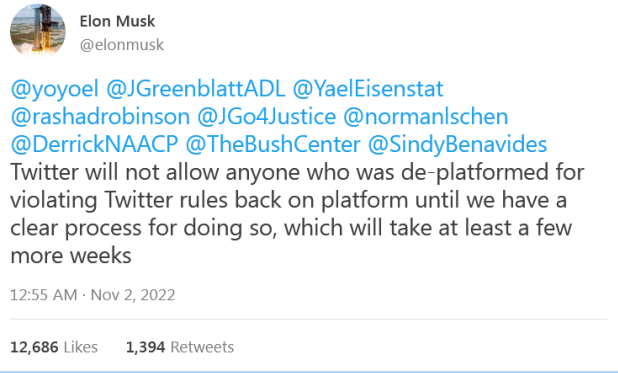 Elon Musk
@elonmusk
@yoyoel @JGreenblattADL @YaelEisenstat
@rashadrobinson @JGo4Justice @normanlschen
@DerrickNAACP @TheBushCenter @SindyBenavides
Twitter will not allow anyone who was de-platformed for
violating Twitter rules back on platform until we have a
clear process for doing so, which will take at least a few
more weeks
12:55 AM · Nov 2, 2022
12,686 Likes 1,394 Retweets